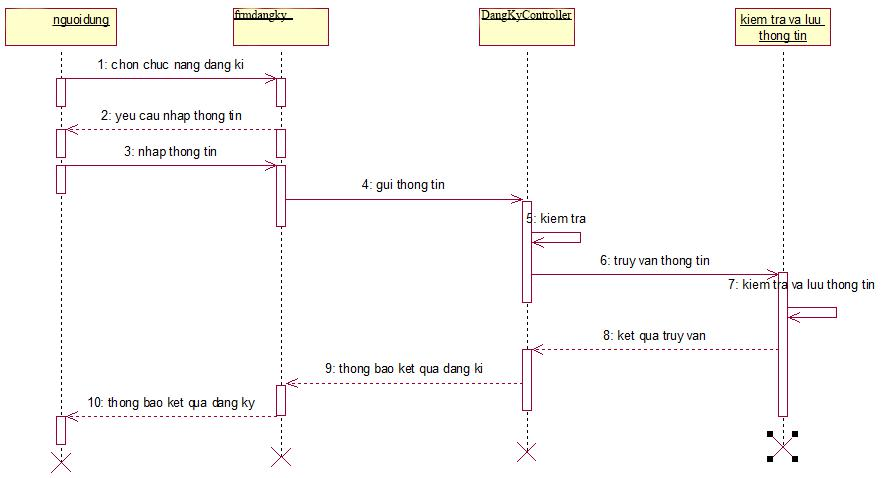 nguoidung
frmdangky
DangKyController
kiem tra va luu
thong tin
1: chon chuc nang dang ki
2: yeu cau nhap thong tin
3: nhap thong tin
4: gui thong tin
5: kiem tra
6: truy van thong tin
7: kiem tra va luu thong tin
8: ket qua truy van
9: thong bao ket qua dang ki
10: thong bao ket qua dang ky